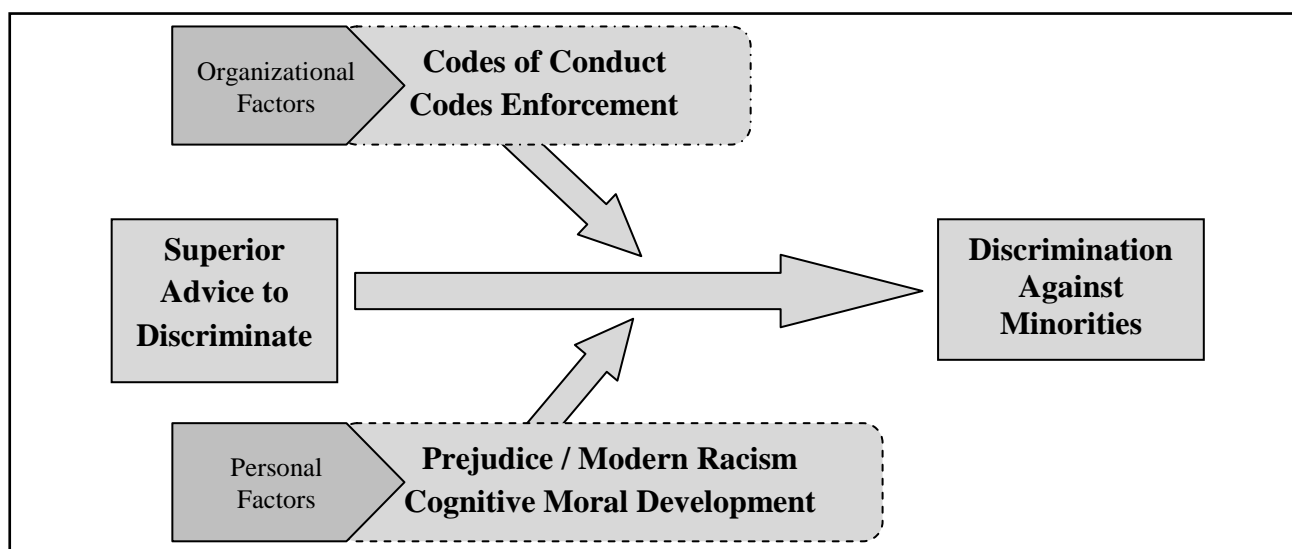 Organizational
Factors
Codes of Conduct
Codes Enforcement
Superior
Advice to
Discriminate
Discrimination
Against
Minorities
Personal
Factors
Prejudice / Modern Racism
Cognitive Moral Development